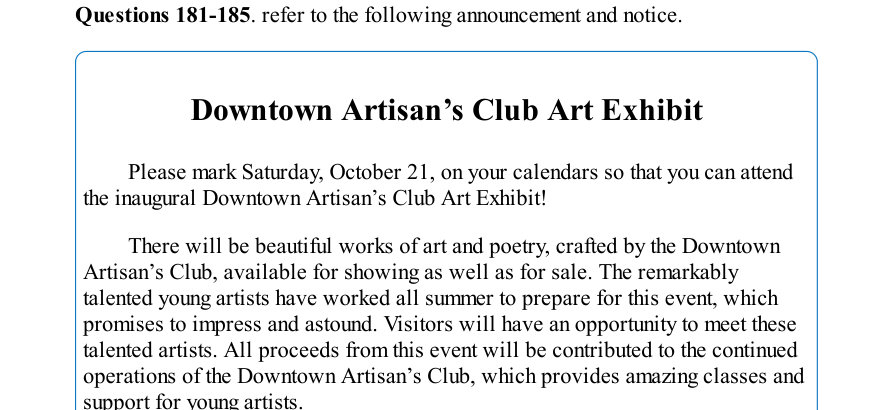 Questions 181-185. refer to the following announcement and notice.
Downtown Artisan’s Club Art Exhibit
Please mark Saturday, October 21, on your calendars so that you can attend
the inaugural Downtown Artisan’s Club Art Exhibit!
There will be beautiful works of art and poetry, crafted by the Downtown
Artisan’s Club, available for showing as well as for sale. The remarkably
talented young artists have worked all summer to prepare for this event, which
promises to impress and astound. Visitors will have an opportunity to meet these
talented artists. All proceeds from this event will be contributed to the continued
operations of the Downtown Artisan’s Club, which provides amazing classes and
support for young artists.